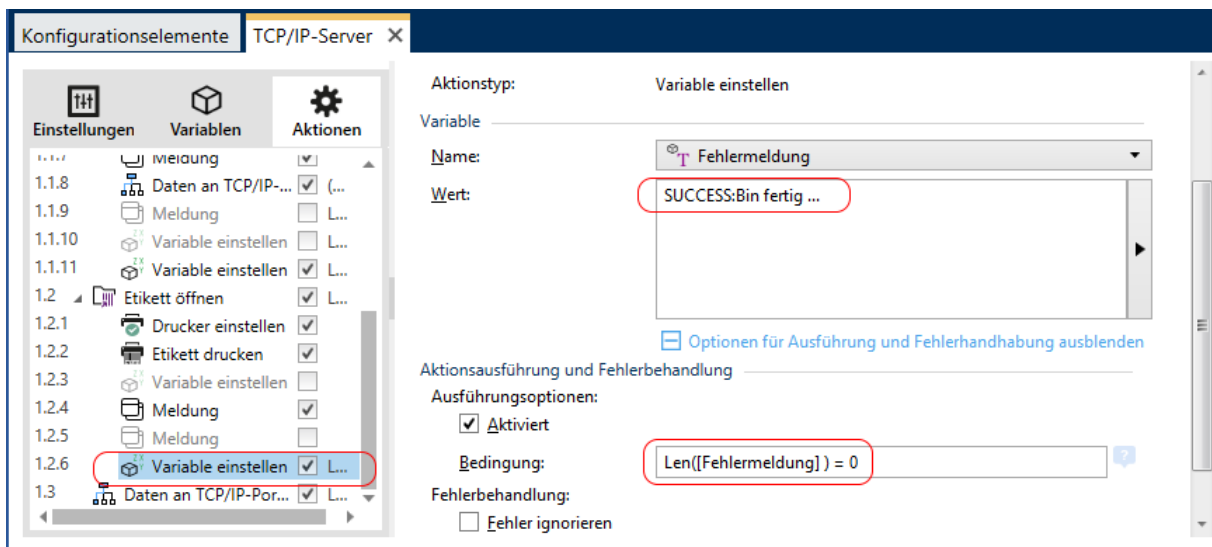 Konfigurationselemente TCP/IP-Server
Einstellungen Variablen Aktionen
1.1.7 Meldung
1.1.8 Daten an TCP/IP-... (...
1.1.9 Meldung L...
1.1.10 Variable einstellen L...
1.1.11 Variable einstellen L...
1.2 Etikett öffnen L...
1.2.1 Drucker einstellen
1.2.2 Etikett drucken
1.2.3 Variable einstellen
1.2.4 Meldung
1.2.5 Meldung
1.2.6 Variable einstellen L...
1.3 Daten an TCP/IP-Por... L...
Aktionstyp: Variable einstellen
Variable
Name: Fehlermeldung
Wert: SUCCESS:Bin fertig ...
Optionen für Ausführung und Fehlerhandhabung ausblenden
Aktionsausführung und Fehlerbehandlung
Ausführungsoptionen:
Aktiviert
Bedingung: Len([Fehlermeldung] ) = 0
Fehlerbehandlung:
Fehler ignorieren